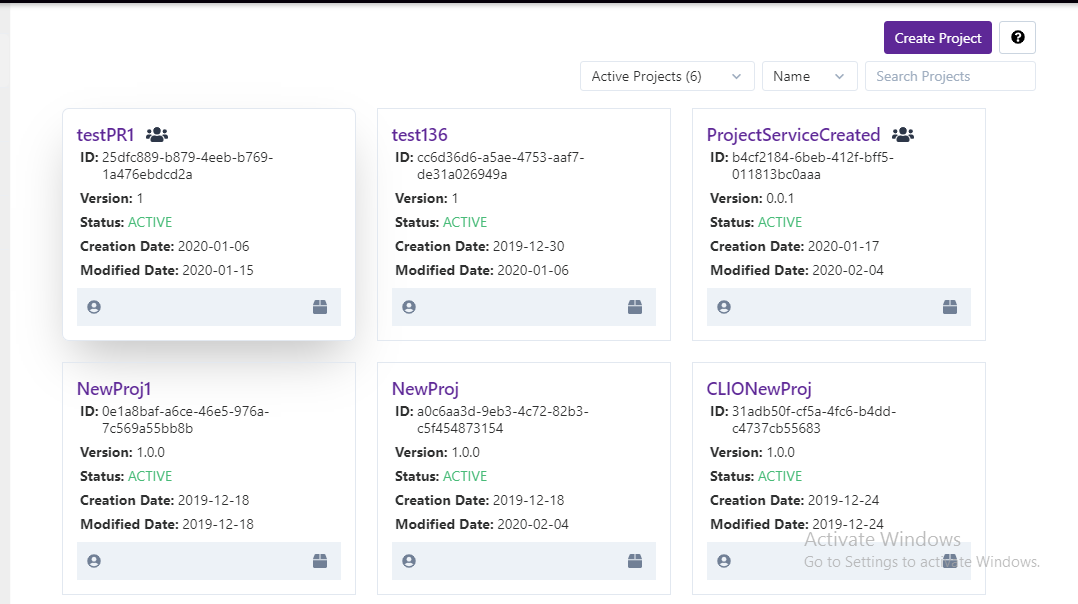 Create Project
Active Projects (6)
Name
Search Projects
testPR1
ID: 25dfc889-b879-4eeb-b769-
1a476ebdcd2a
Version: 1
Status: ACTIVE
Creation Date: 2020-01-06
Modified Date: 2020-01-15
test136
ID: cc6d36d6-a5ae-4753-aaf7-
de31a026949a
Version: 1
Status: ACTIVE
Creation Date: 2019-12-30
Modified Date: 2020-01-06
ProjectServiceCreated
ID: b4cf2184-6beb-412f-bff5-
011813bc0aaa
Version: 0.0.1
Status: ACTIVE
Creation Date: 2020-01-17
Modified Date: 2020-02-04
NewProj1
ID: 0e1a8baf-a6ce-46e5-976a-
7c569a55bb8b
Version: 1.0.0
Status: ACTIVE
Creation Date: 2019-12-18
Modified Date: 2019-12-18
NewProj
ID: a0c6aa3d-9eb3-4c72-82b3-
c5f454873154
Version: 1.0.0
Status: ACTIVE
Creation Date: 2019-12-18
Modified Date: 2020-02-04
CLIONewProj
ID: 31adb50f-cf5a-4fc6-b4dd-
c4737cb55683
Version: 1.0.0
Status: ACTIVE
Creation Date: 2019-12-24
Modified Date: 2019-12-24
Activate Windows
Go to Settings to activate Windows.